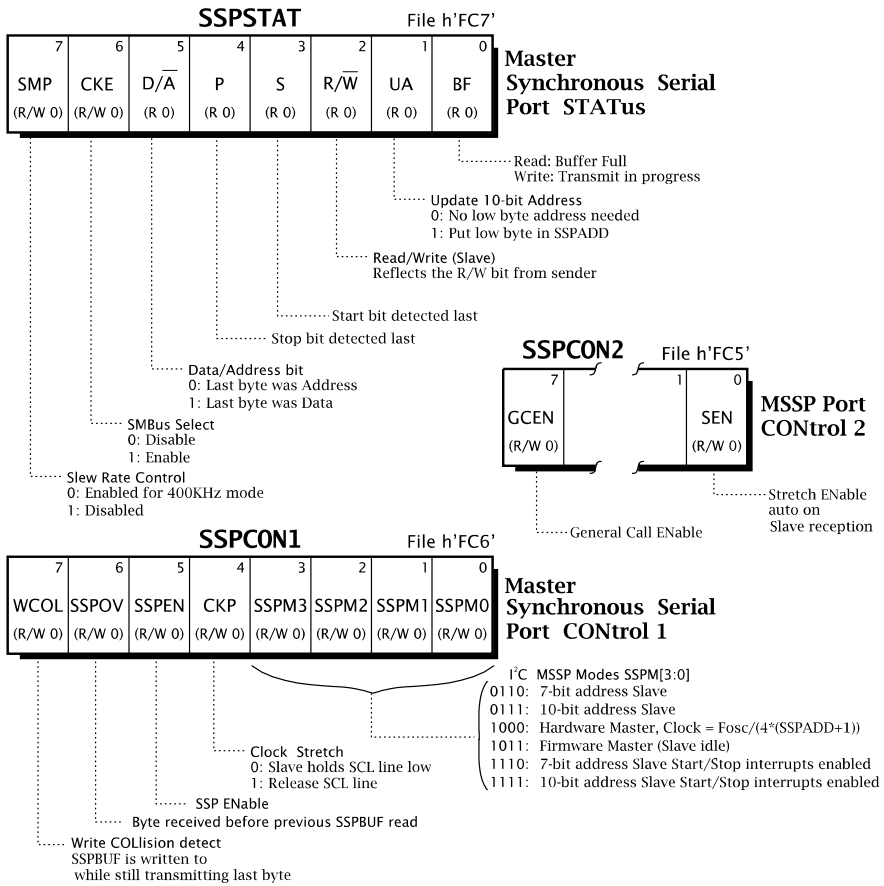 SSPSTAT File h'FC7'
7 6 5 4 3 2 1 0
SMP CKE D/A̅ P S R/W̅ UA BF
(R/W 0) (R/W 0) (R 0) (R 0) (R 0) (R 0) (R 0) (R 0)
Master
Synchronous Serial
Port STATus
Read: Buffer Full
Write: Transmit in progress
Update 10-bit Address
0: No low byte address needed
1: Put low byte in SSPADD
Read/Write (Slave)
Reflects the R/W bit from sender
Start bit detected last
Stop bit detected last
Data/Address bit
0: Last byte was Address
1: Last byte was Data
SMBus Select
0: Disable
1: Enable
Slew Rate Control
0: Enabled for 400KHz mode
1: Disabled
SSPCON2 File h'FC5'
7 1 0
GCEN SEN
(R/W 0) (R/W 0)
MSSP Port
CONtrol 2
Stretch ENable
auto on
Slave reception
General Call ENable
SSPCON1 File h'FC6'
7 6 5 4 3 2 1 0
WCOL SSPOV SSPEN CKP SSPM3 SSPM2 SSPM1 SSPM0
(R/W 0) (R/W 0) (R/W 0) (R/W 0) (R/W 0) (R/W 0) (R/W 0) (R/W 0)
Master
Synchronous Serial
Port CONtrol 1
I²C MSSP Modes SSPM[3:0]
0110: 7-bit address Slave
0111: 10-bit address Slave
1000: Hardware Master, Clock = Fosc/(4*(SSPADD+1))
1011: Firmware Master (Slave idle)
1110: 7-bit address Slave Start/Stop interrupts enabled
1111: 10-bit address Slave Start/Stop interrupts enabled
Clock Stretch
0: Slave holds SCL line low
1: Release SCL line
SSP ENable
Byte received before previous SSPBUF read
Write COLlision detect
SSPBUF is written to
while still transmitting last byte